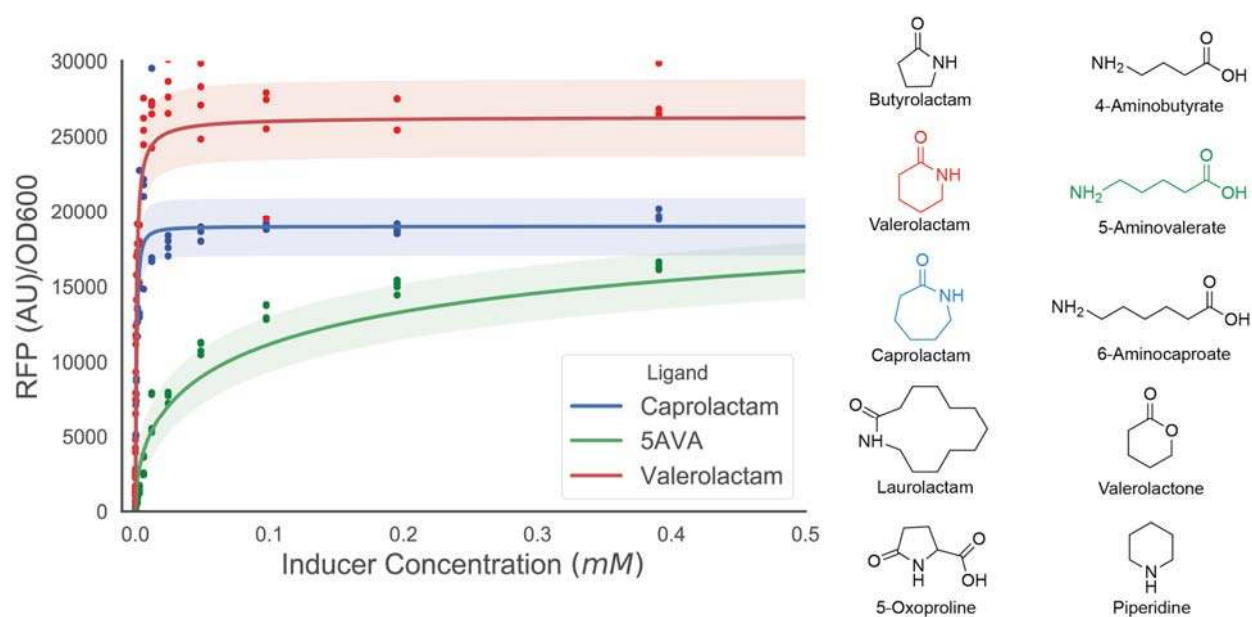 30000
25000
20000
15000
10000
5000
0
RFP (AU)/OD600
0.0
0.1
0.2
0.3
0.4
0.5
Inducer Concentration (mM)
Ligand
Caprolactam
5AVA
Valerolactam
O
NH
Butyrolactam
NH2
O
OH
4-Aminobutyrate
O
NH
Valerolactam
NH2
O
OH
5-Aminovalerate
O
NH
Caprolactam
NH2
O
OH
6-Aminocaproate
O
HN
Laurolactam
O
O
Valerolactone
O
N
H
O
OH
5-Oxoproline
N
H
Piperidine